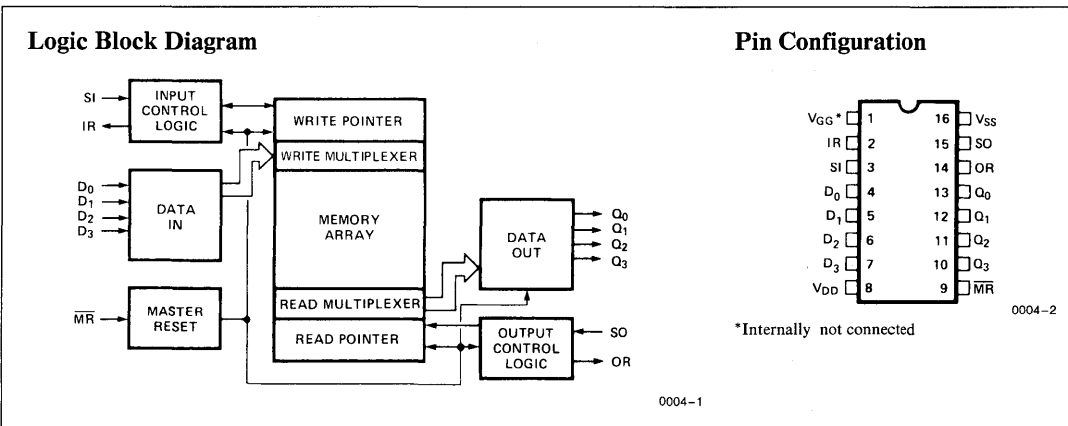 Logic Block Diagram
SI
IR
INPUT
CONTROL
LOGIC
WRITE POINTER
WRITE MULTIPLEXER
D0
D1
D2
D3
DATA
IN
MEMORY
ARRAY
DATA
OUT
Q0
Q1
Q2
Q3
READ MULTIPLEXER
READ POINTER
M̅R̅
MASTER
RESET
OUTPUT
CONTROL
LOGIC
SO
OR
0004-1
Pin Configuration
VGG* 1 16 VSS
IR 2 15 SO
SI 3 14 OR
D0 4 13 Q0
D1 5 12 Q1
D2 6 11 Q2
D3 7 10 Q3
VDD 8 9 M̅R̅
0004-2
*Internally not connected